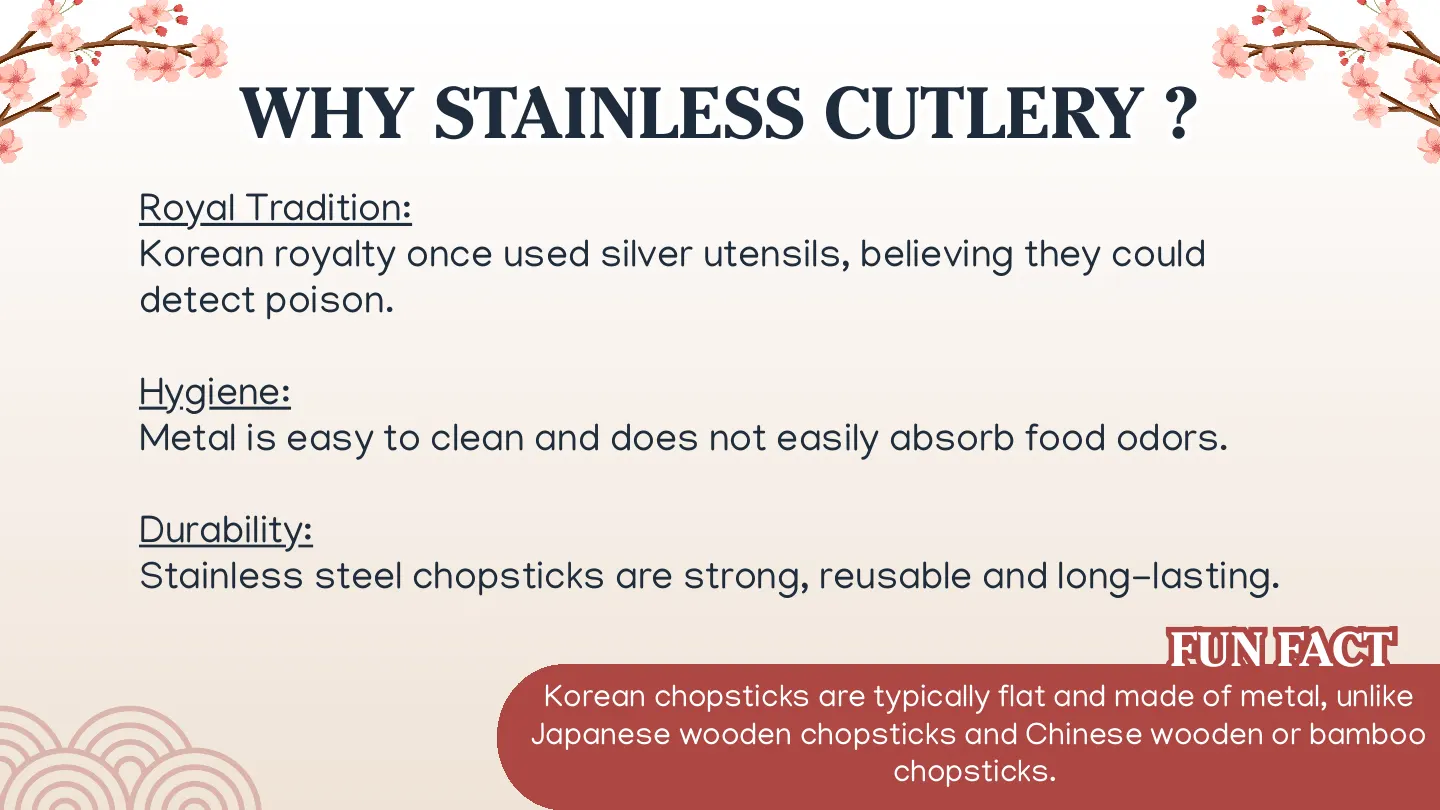 WHY STAINLESS CUTLERY ?
Royal Tradition:
Korean royalty once used silver utensils, believing they could
detect poison.
Hygiene:
Metal is easy to clean and does not easily absorb food odors.
Durability:
Stainless steel chopsticks are strong, reusable and long-lasting.
FUN FACT
Korean chopsticks are typically flat and made of metal, unlike
Japanese wooden chopsticks and Chinese wooden or bamboo
chopsticks.